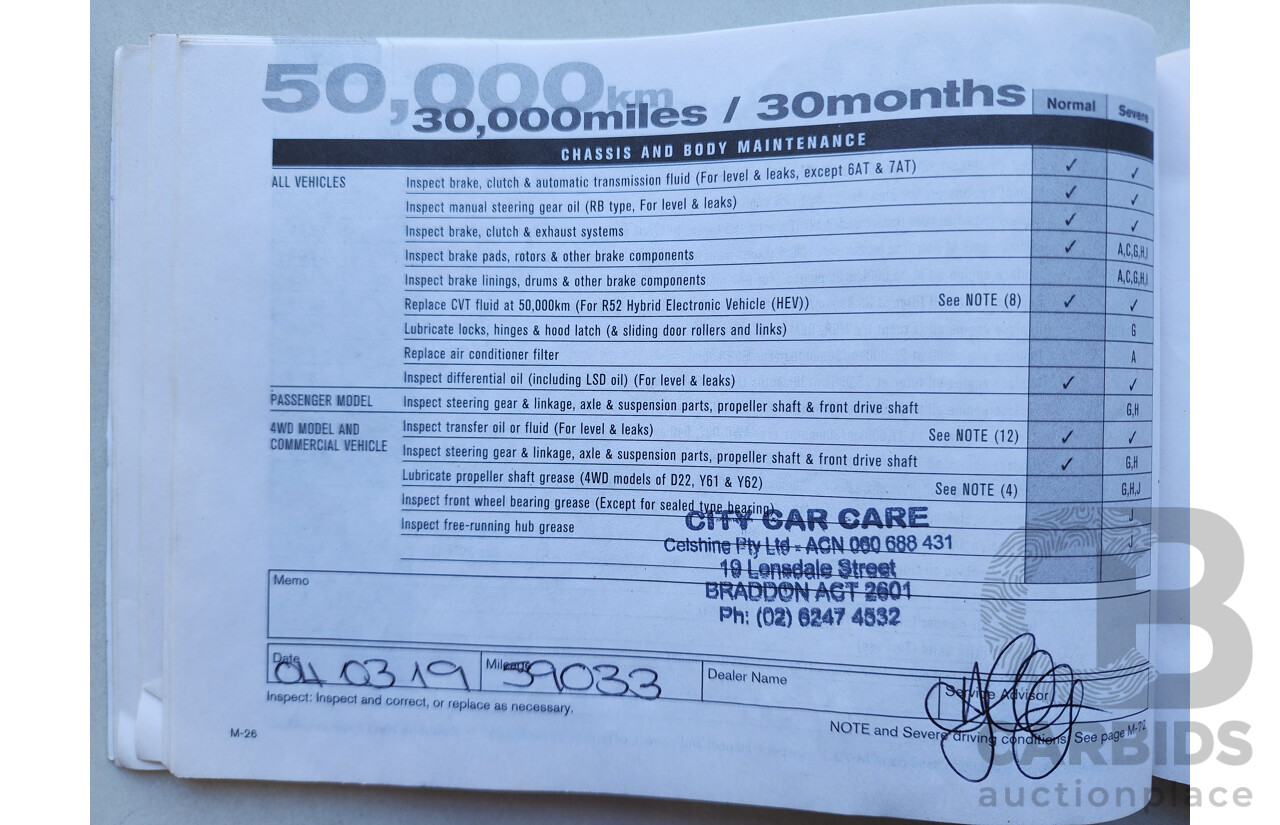 50,000km
30,000miles / 30months
Normal Severe
CHASSIS AND BODY MAINTENANCE
ALL VEHICLES Inspect brake, clutch & automatic transmission fluid (For level & leaks, except 6AT & 7AT) ✓ ✓
Inspect manual steering gear oil (RB type, For level & leaks) ✓ ✓
Inspect brake, clutch & exhaust systems ✓ ✓
Inspect brake pads, rotors & other brake components ✓ A,C,G,H,I
Inspect brake linings, drums & other brake components A,C,G,H,I
Replace CVT fluid at 50,000km (For R52 Hybrid Electronic Vehicle (HEV)) See NOTE (8) ✓ ✓
Lubricate locks, hinges & hood latch (& sliding door rollers and links) G
Replace air conditioner filter A
Inspect differential oil (including LSD oil) (For level & leaks) ✓ ✓
PASSENGER MODEL Inspect steering gear & linkage, axle & suspension parts, propeller shaft & front drive shaft G,H
4WD MODEL AND COMMERCIAL VEHICLE Inspect transfer oil or fluid (For level & leaks) See NOTE (12) ✓ ✓
Inspect steering gear & linkage, axle & suspension parts, propeller shaft & front drive shaft ✓ G,H
Lubricate propeller shaft grease (4WD models of D22, Y61 & Y62) See NOTE (4) G,H,J
Inspect front wheel bearing grease (Except for sealed type bearing) J
Inspect free-running hub grease J
CITY CAR CARE
Celshine Pty Ltd - ACN 060 688 431
19 Lonsdale Street
BRADDON ACT 2601
Ph: (02) 6247 4532
Memo
Date 04 03 19 Mileage 39033 Dealer Name Service Advisor
Inspect: Inspect and correct, or replace as necessary.
NOTE and Severe driving conditions: See page M-72
M-26
CARBIDS
auctionplace